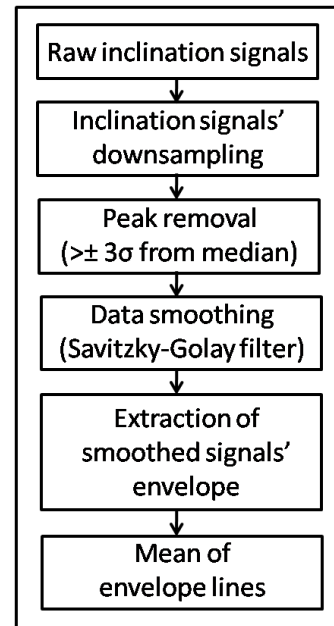 Raw inclination signals
Inclination signals'
downsampling
Peak removal
(>± 3σ from median)
Data smoothing
(Savitzky-Golay filter)
Extraction of
smoothed signals'
envelope
Mean of
envelope lines